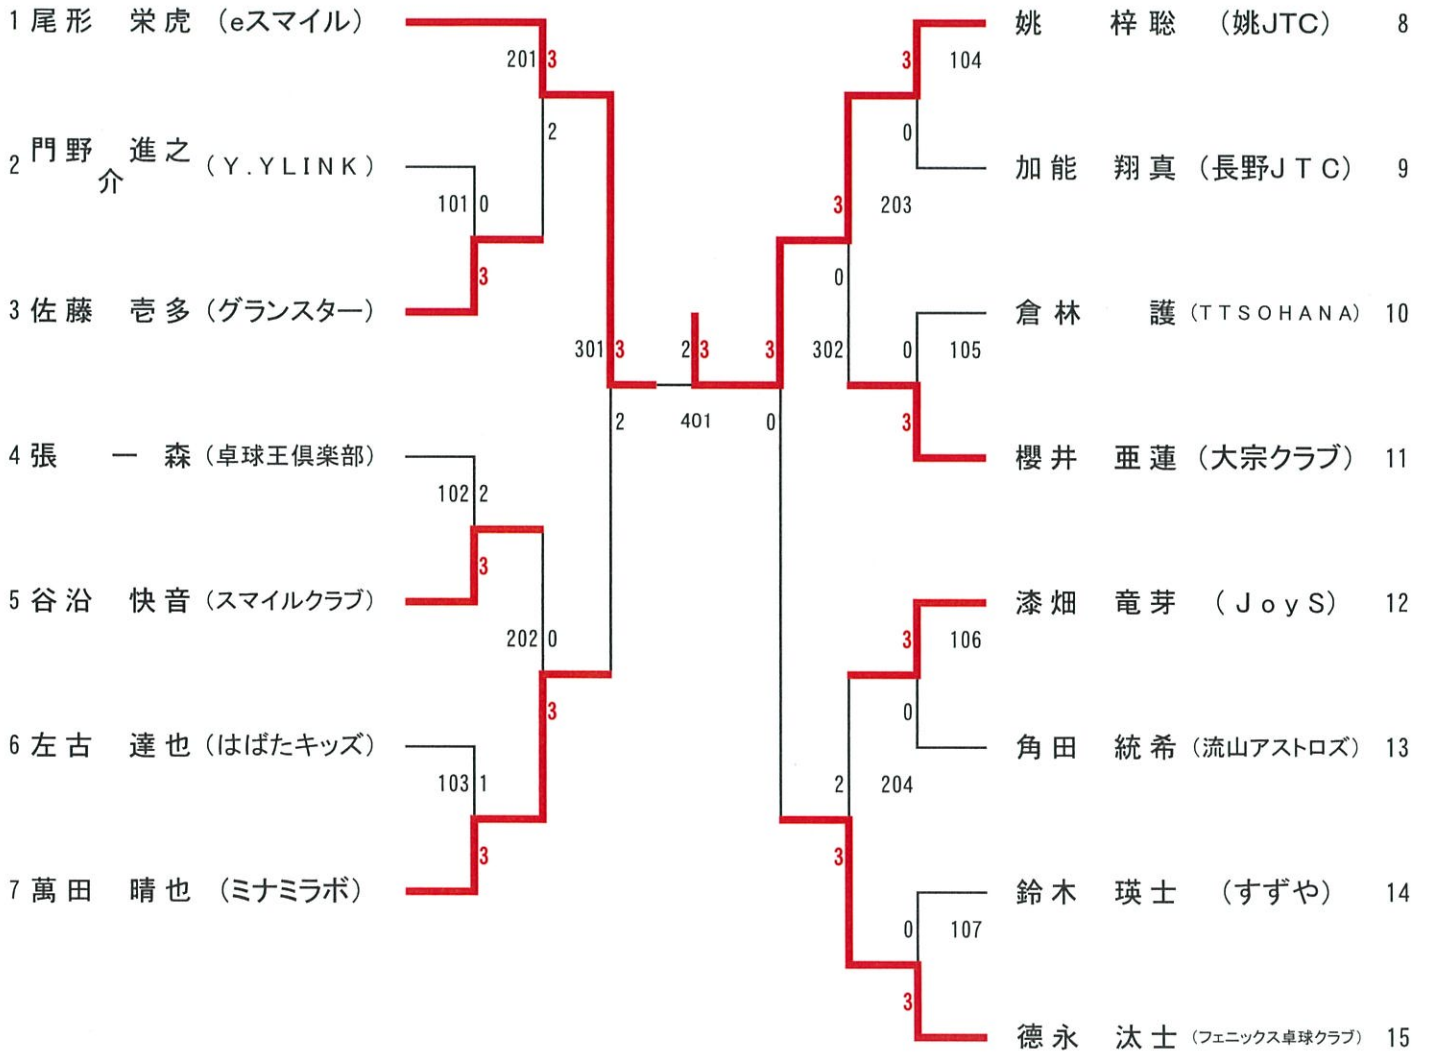 1 尾形 栄虎 (eスマイル)
201 3
2
2 門野 進之介 (Y.YLINK)
101 0
3
3 佐藤 壱多 (グランスター)
301 3
2
4 張 一森 (卓球王倶楽部)
102 2
3
5 谷沼 快音 (スマイルクラブ)
202 0
3
6 左古 達也 (はばたキッズ)
103 1
3
7 萬田 晴也 (ミナミラボ)
2 3
401
姚 梓聡 (姚JTC) 8
3 104
0
加能 翔真 (長野JTC) 9
3 203
0
倉林 護 (TTSOHANA) 10
0 105
3
櫻井 亜蓮 (大宗クラブ) 11
3 302
0
漆畑 竜芽 (JoyS) 12
3 106
0
角田 統希 (流山アストロズ) 13
2 204
3
鈴木 瑛士 (すずや) 14
0 107
3
德永 汰士 (フェニックス卓球クラブ) 15